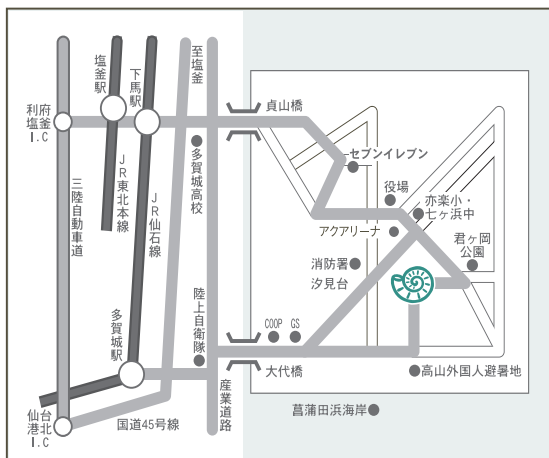 塩釜駅
下馬駅
至塩釜
利府
塩釜
I.C
貞山橋
セブンイレブン
多賀城高校
役場
亦楽小・
七ヶ浜中
JR東北本線
JR仙石線
三陸自動車道
アクアリーナ
君ヶ岡
公園
消防署
汐見台
陸上自衛隊
多賀城駅
COOP
GS
大代橋
高山外国人避暑地
産業道路
菖蒲田浜海岸
国道45号線
仙台
港北
I.C